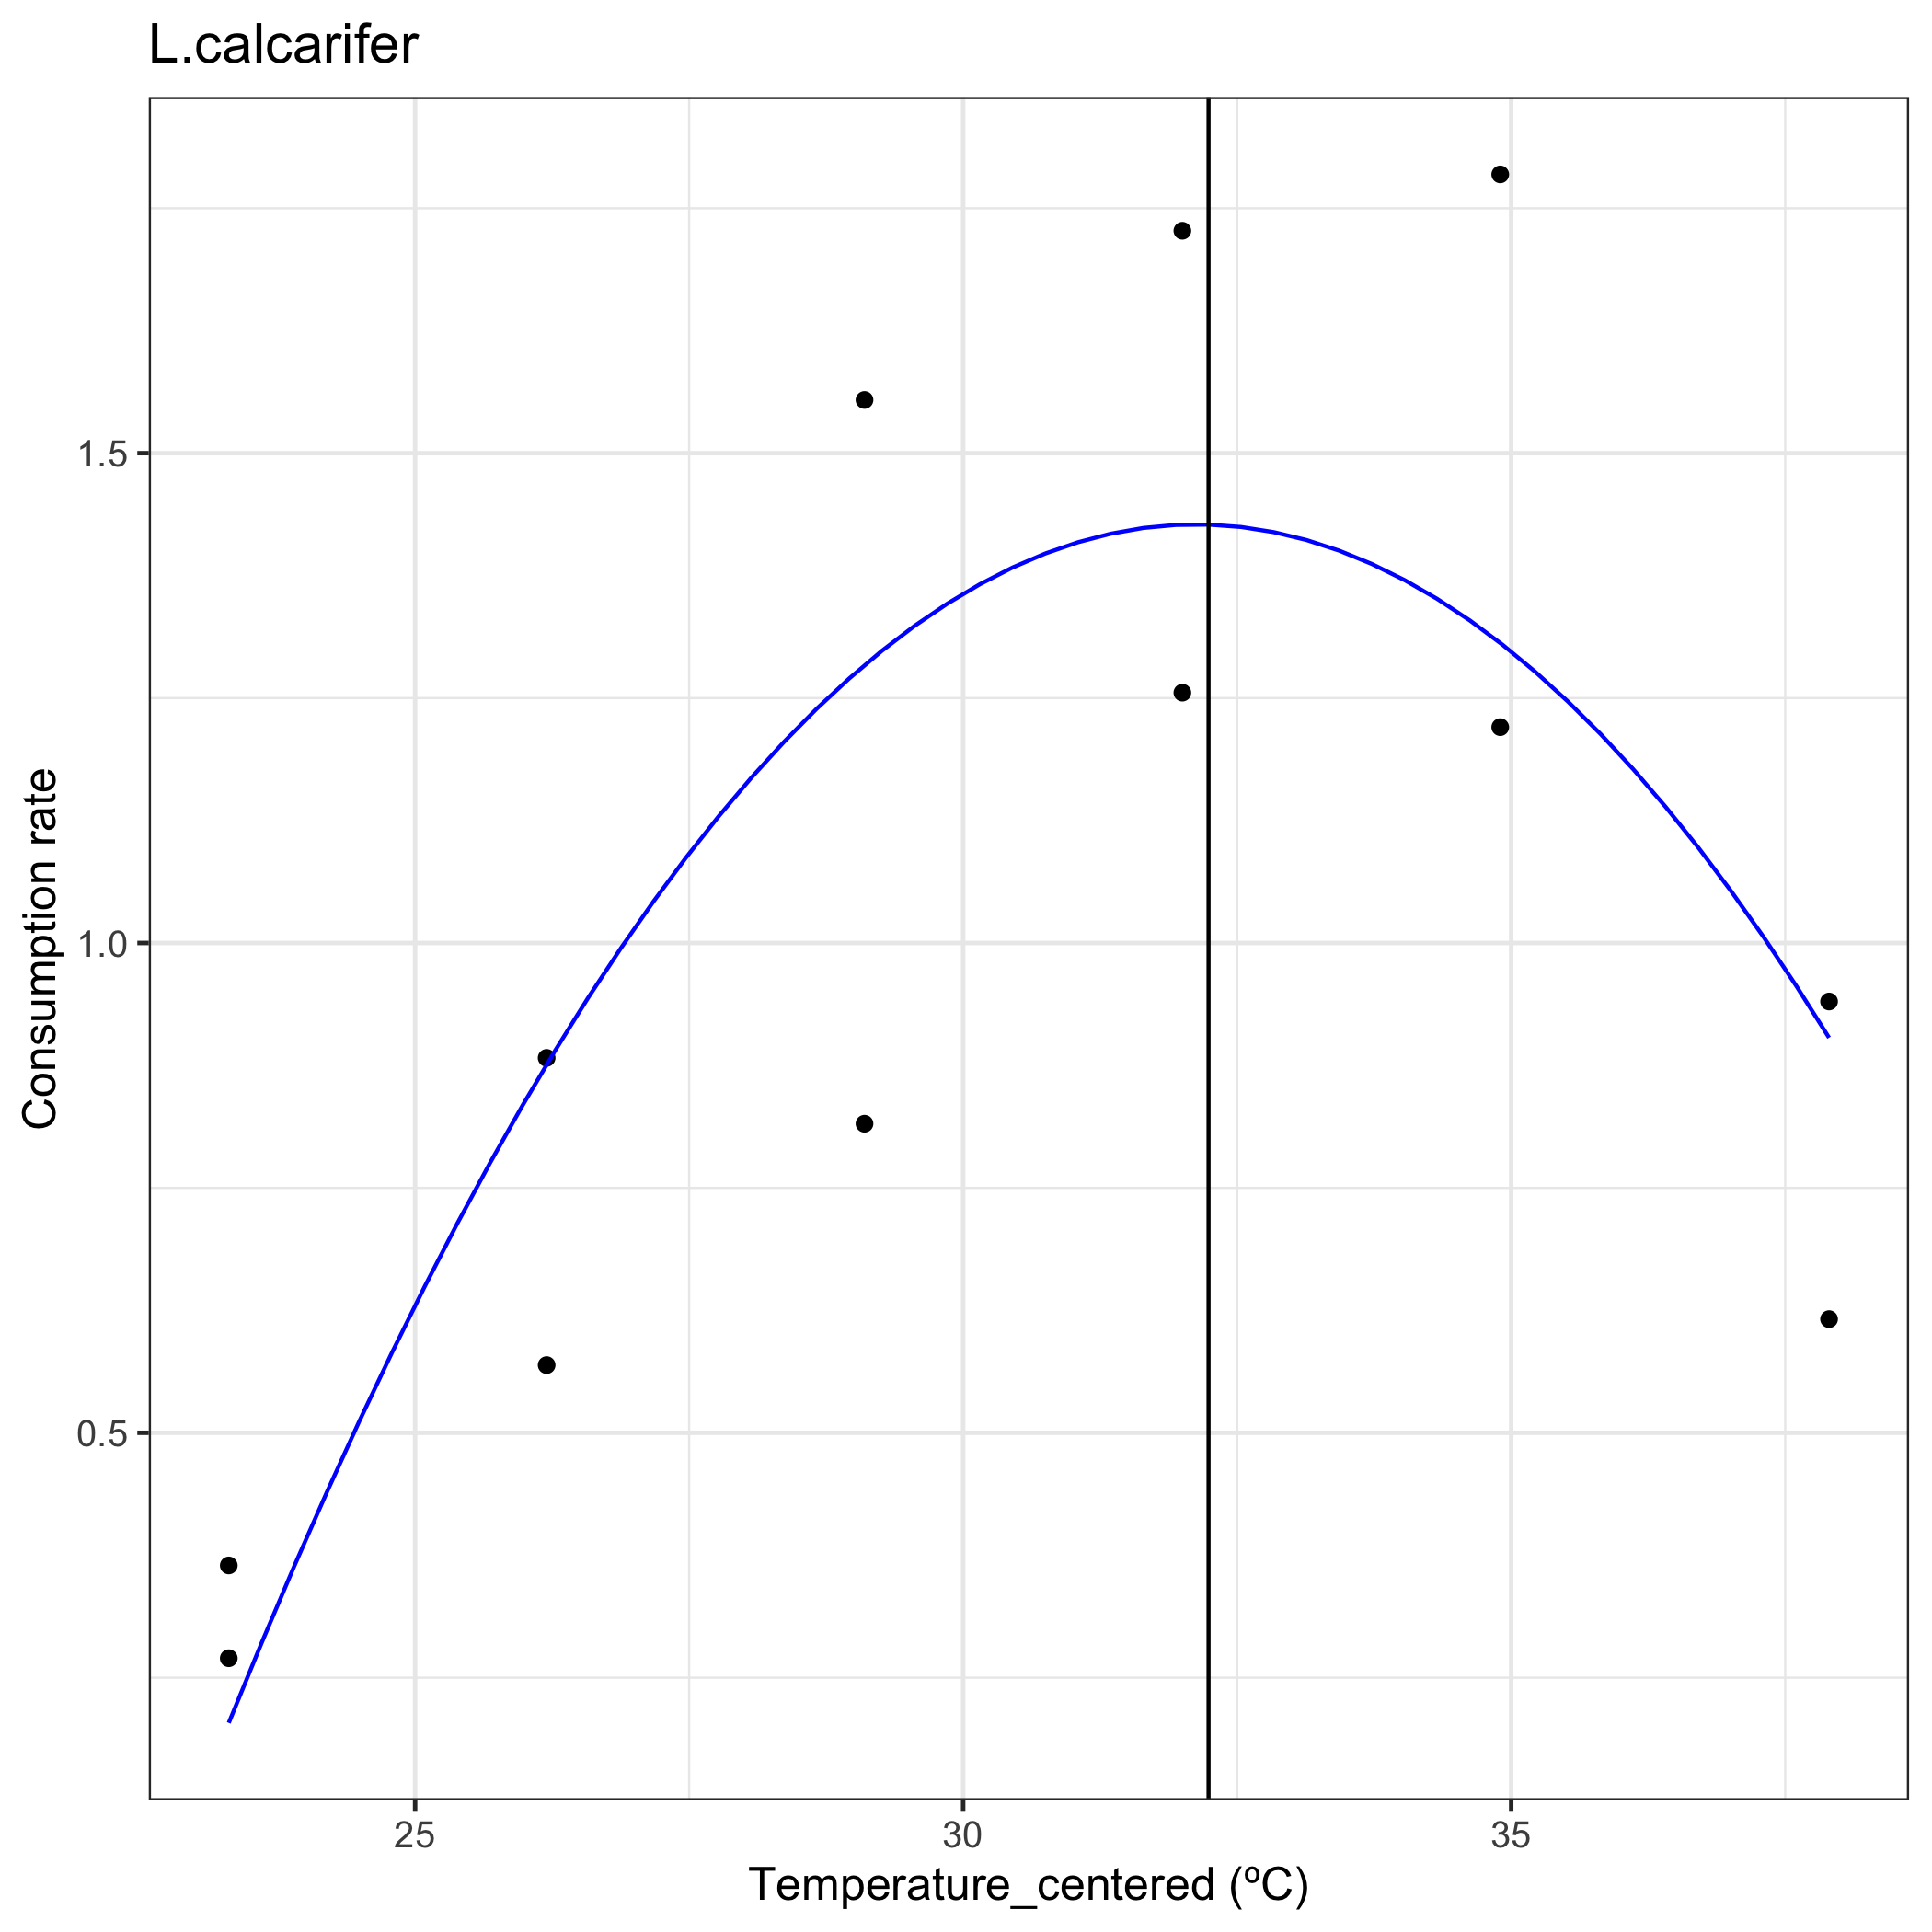 L.calcarifer
Consumption rate
1.5
1.0
0.5
25
30
35
Temperature_centered (ºC)